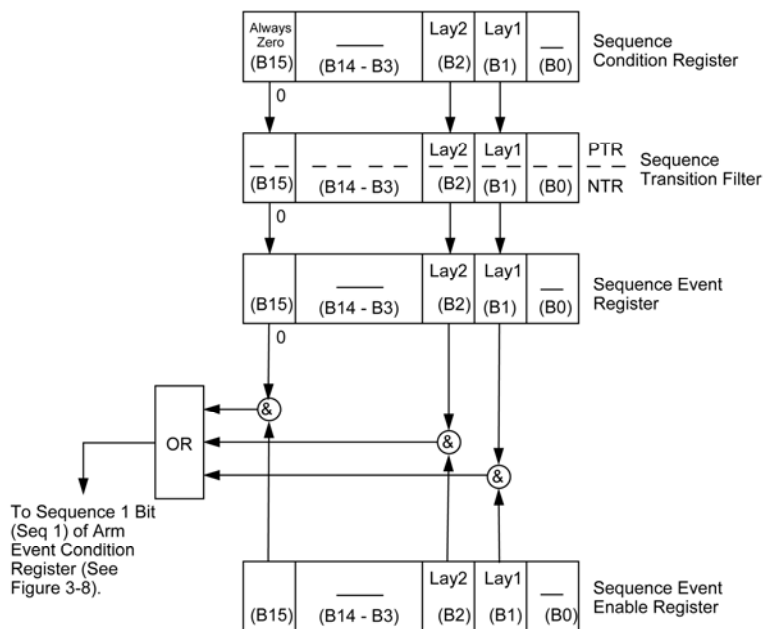 Always
Zero
(B15)
(B14 - B3)
Lay2
(B2)
Lay1
(B1)
(B0)
Sequence
Condition Register
0
(B15)
(B14 - B3)
Lay2
(B2)
Lay1
(B1)
(B0)
PTR
NTR
Sequence
Transition Filter
0
(B15)
(B14 - B3)
Lay2
(B2)
Lay1
(B1)
(B0)
Sequence Event
Register
0
&
&
&
OR
To Sequence 1 Bit
(Seq 1) of Arm
Event Condition
Register (See
Figure 3-8).
(B15)
(B14 - B3)
Lay2
(B2)
Lay1
(B1)
(B0)
Sequence Event
Enable Register